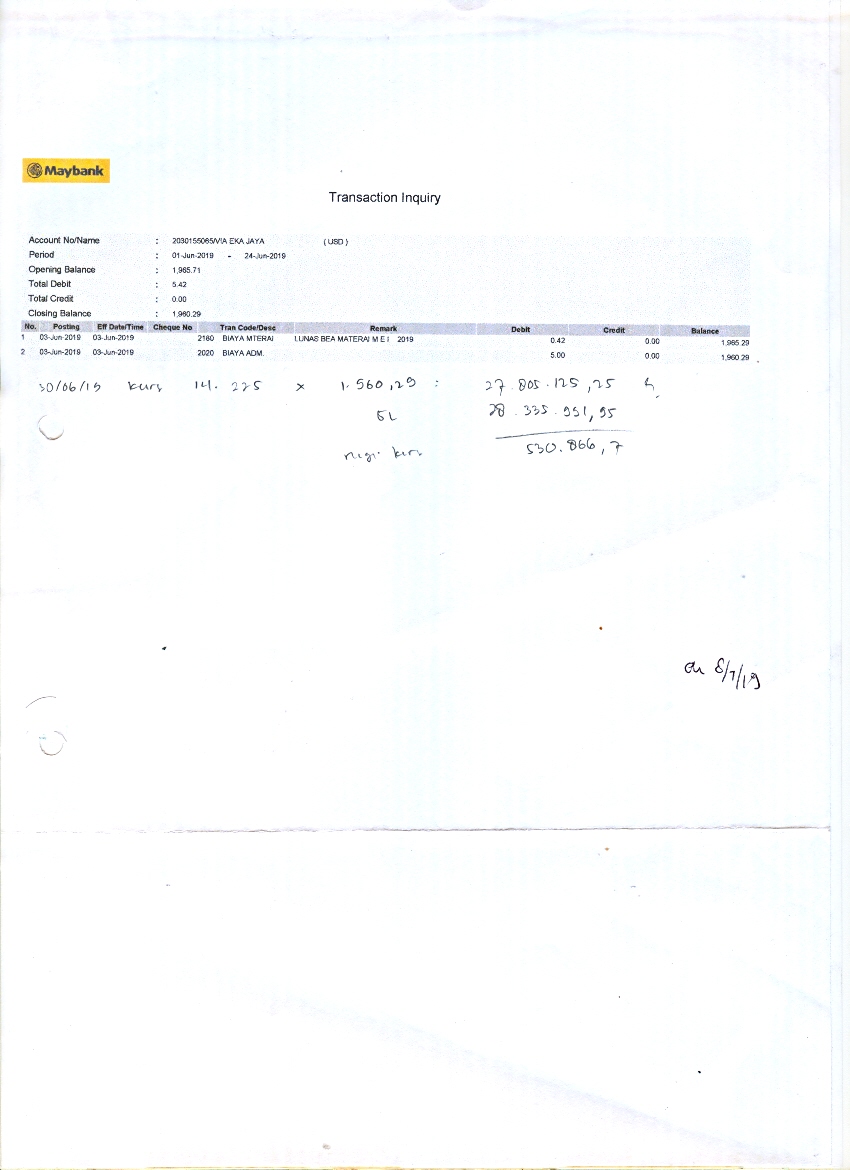 Maybank
Transaction Inquiry
Account No/Name : 2030155065/VIA EKA JAYA ( USD )
Period : 01-Jun-2019 - 24-Jun-2019
Opening Balance : 1,965.71
Total Debit : 5.42
Total Credit : 0.00
Closing Balance : 1,960.29
No. Posting Eff Date/Time Cheque No Tran Code/Desc Remark Debit Credit Balance
1 03-Jun-2019 03-Jun-2019 2160 BIAYA MTERAI LUNAS BEA MATERAI M E I 2019 0.42 0.00 1,965.29
2 03-Jun-2019 03-Jun-2019 2020 BIAYA ADM. 5.00 0.00 1,960.29
30/06/19 kurs 14.225 x 1.960,29 : 27.885.125,25
GL 28.335.991,95
rugi kurs 530.866,7
8/7/19